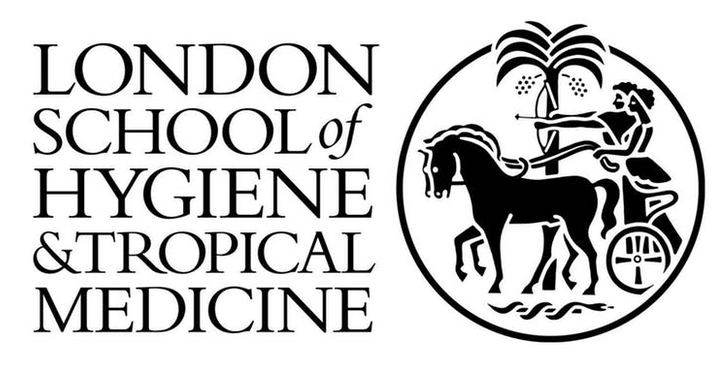 LONDON
SCHOOL of
HYGIENE
&TROPICAL
MEDICINE